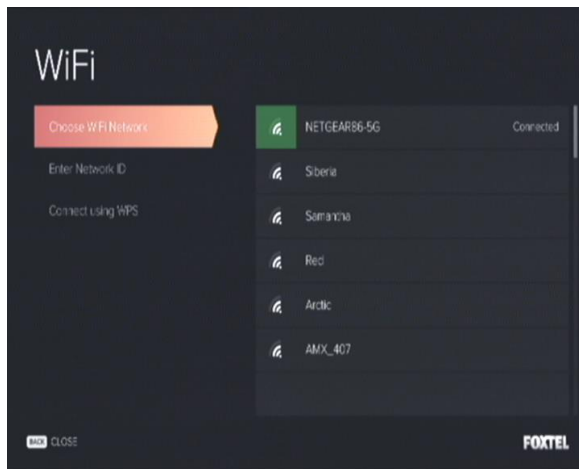 WiFi
Choose WiFi Network
Enter Network ID
Connect using WPS
NETGEAR86-5G Connected
Siberia
Samantha
Red
Arctic
AMX_407
BACK CLOSE
FOXTEL